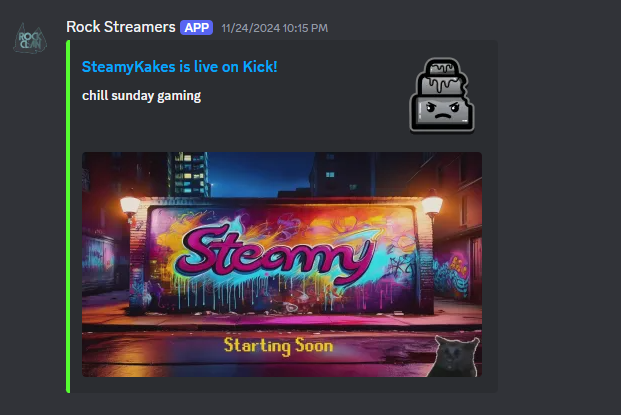 ROCK
CLAN
Rock Streamers APP 11/24/2024 10:15 PM
SteamyKakes is live on Kick!
chill sunday gaming
Steamy
Starting Soon